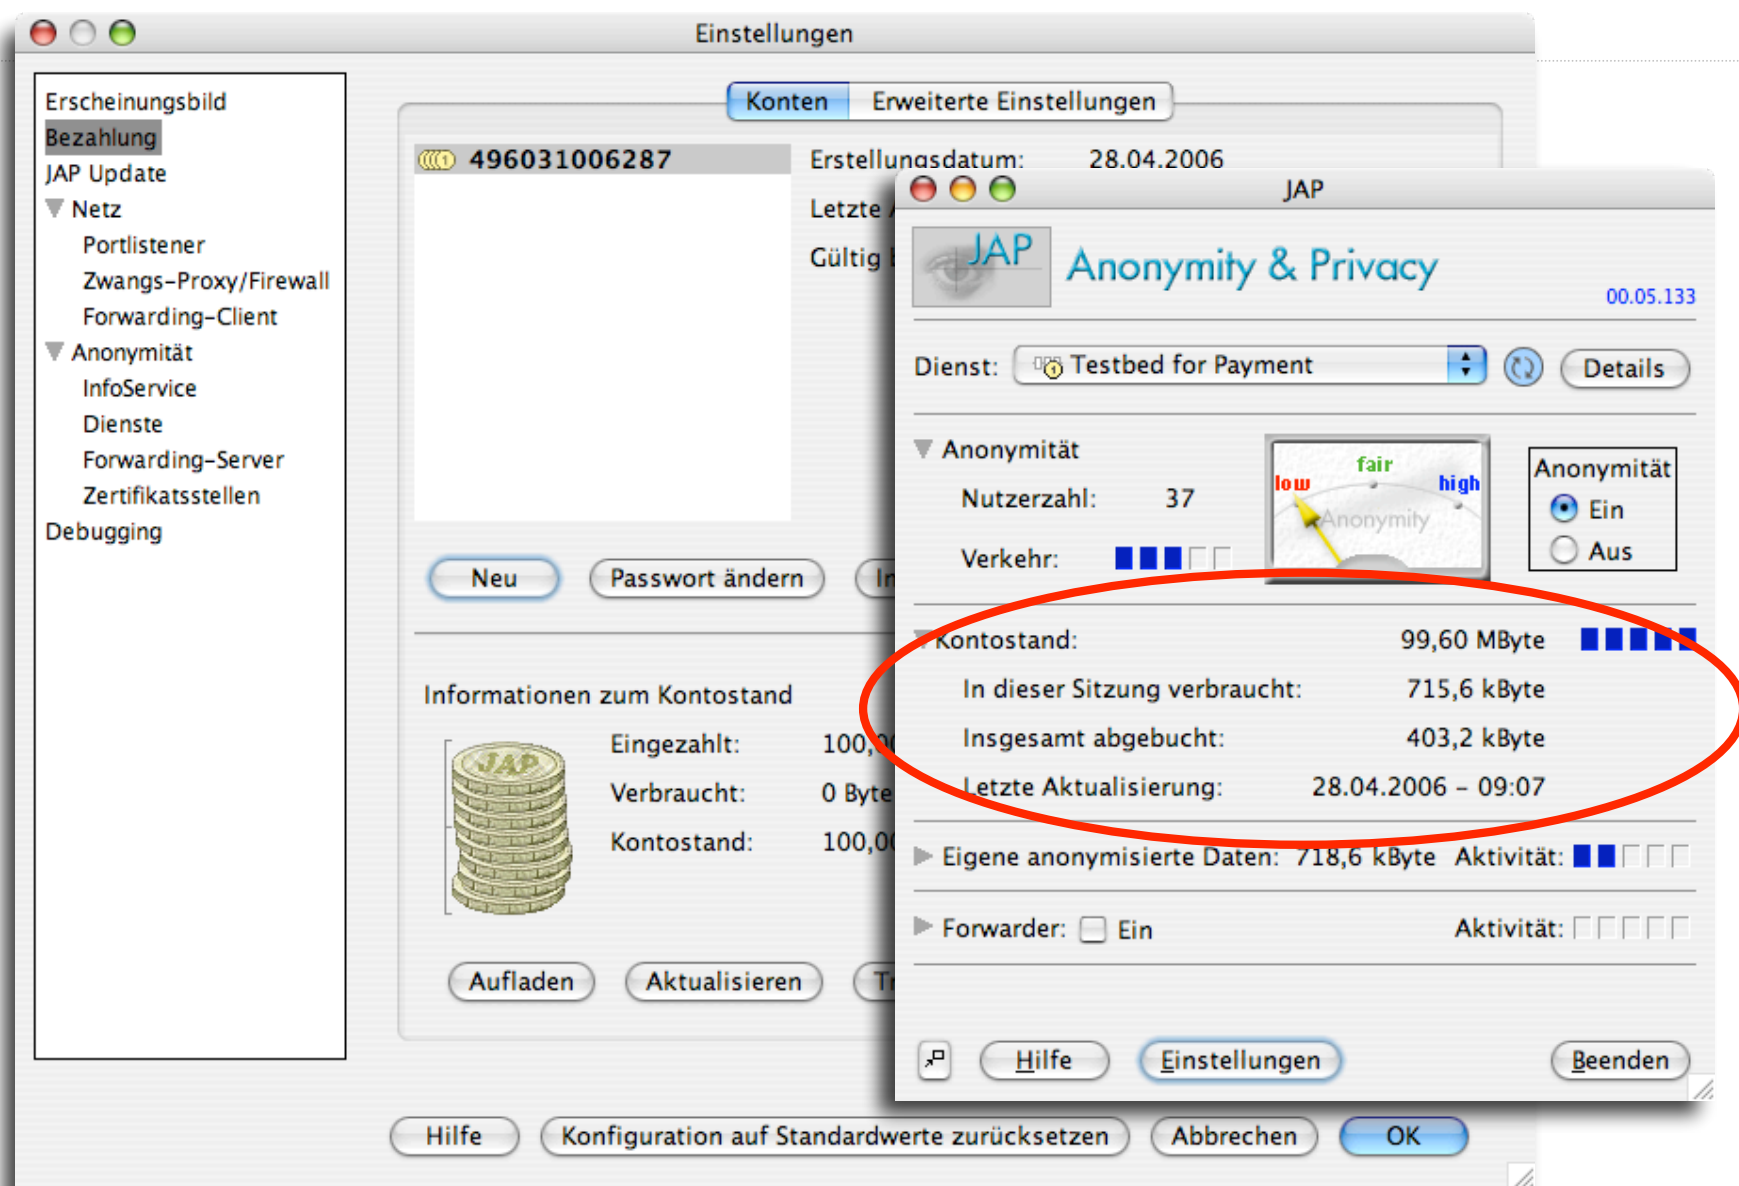 Einstellungen
Erscheinungsbild
Bezahlung
JAP Update
Netz
Portlistener
Zwangs-Proxy/Firewall
Forwarding-Client
Anonymität
InfoService
Dienste
Forwarding-Server
Zertifikatsstellen
Debugging
Konten Erweiterte Einstellungen
496031006287
Erstellungsdatum: 28.04.2006
Letzte
Gültig
Neu Passwort ändern
Informationen zum Kontostand
JAP
Eingezahlt: 100,00
Verbraucht: 0 Byte
Kontostand: 100,00
Aufladen Aktualisieren
Hilfe Konfiguration auf Standardwerte zurücksetzen Abbrechen OK
JAP
JAP Anonymity & Privacy
00.05.133
Dienst: Testbed for Payment Details
Anonymität
Nutzerzahl: 37
Verkehr:
low fair high
Anonymity
Anonymität
Ein
Aus
Kontostand: 99,60 MByte
In dieser Sitzung verbraucht: 715,6 kByte
Insgesamt abgebucht: 403,2 kByte
Letzte Aktualisierung: 28.04.2006 – 09:07
Eigene anonymisierte Daten: 718,6 kByte Aktivität:
Forwarder: Ein Aktivität:
Hilfe Einstellungen Beenden